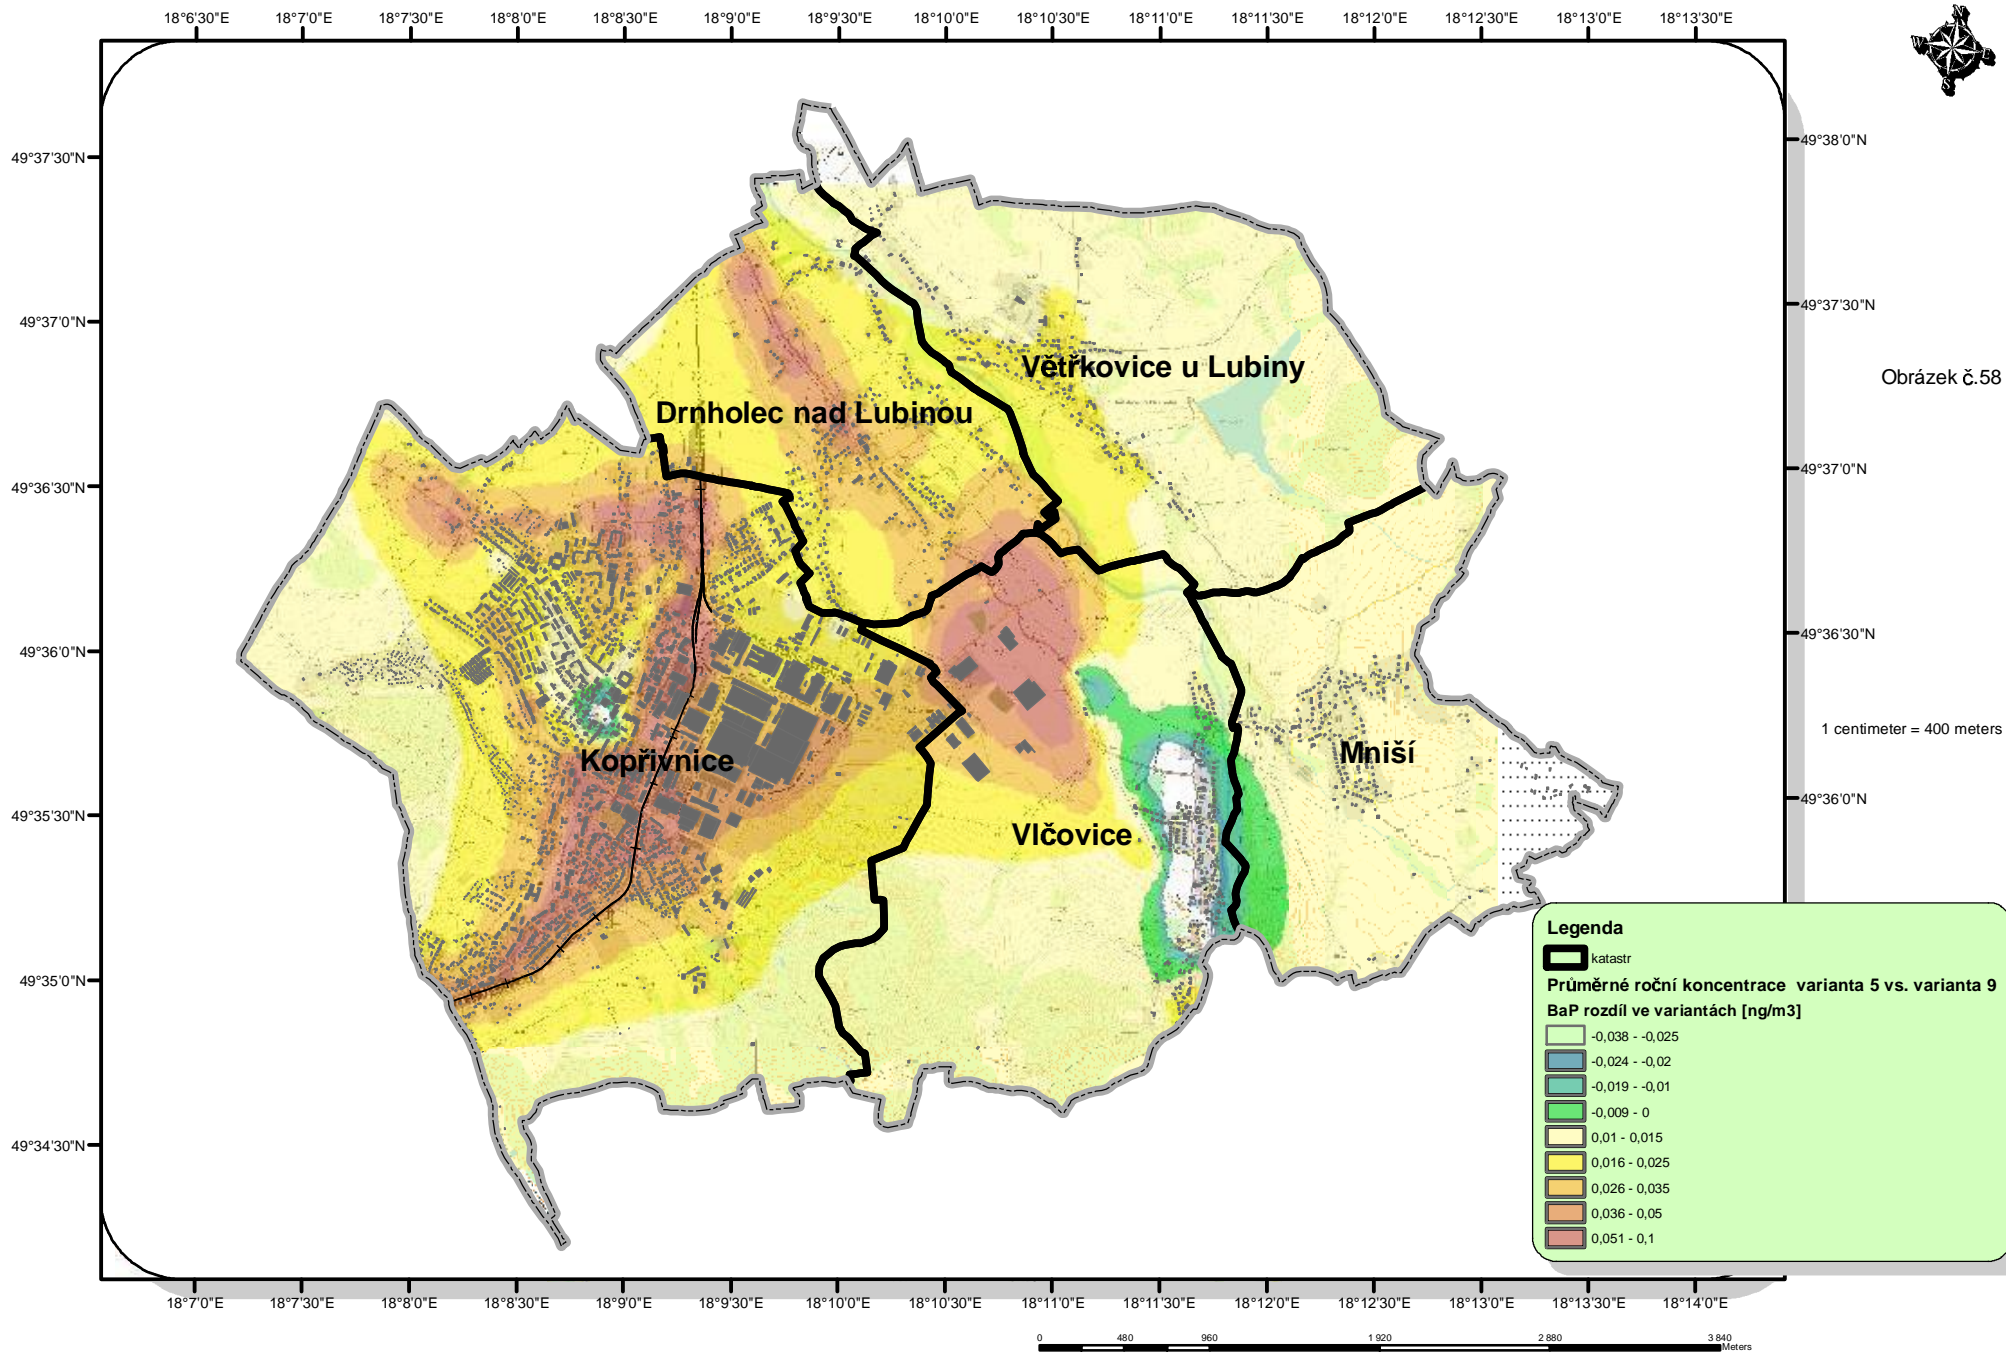 18°6'30"E 18°7'0"E 18°7'30"E 18°8'0"E 18°8'30"E 18°9'0"E 18°9'30"E 18°10'0"E 18°10'30"E 18°11'0"E 18°11'30"E 18°12'0"E 18°12'30"E 18°13'0"E 18°13'30"E
49°37'30"N
49°37'0"N
49°36'30"N
49°36'0"N
49°35'30"N
49°35'0"N
49°34'30"N
Větřkovice u Lubiny
Drnholec nad Lubinou
Kopřivnice
Mniší
Vlčovice
49°38'0"N
49°37'30"N
49°37'0"N
49°36'30"N
49°36'0"N
Obrázek č.58
1 centimeter = 400 meters
Legenda
katastr
Průměrné roční koncentrace varianta 5 vs. varianta 9
BaP rozdíl ve variantách [ng/m3]
-0,038 - -0,025
-0,024 - -0,02
-0,019 - -0,01
-0,009 - 0
0,01 - 0,015
0,016 - 0,025
0,026 - 0,035
0,036 - 0,05
0,051 - 0,1
18°7'0"E 18°7'30"E 18°8'0"E 18°8'30"E 18°9'0"E 18°9'30"E 18°10'0"E 18°10'30"E 18°11'0"E 18°11'30"E 18°12'0"E 18°12'30"E 18°13'0"E 18°13'30"E 18°14'0"E
0 480 960 1 920 2 880 3 840
Meters